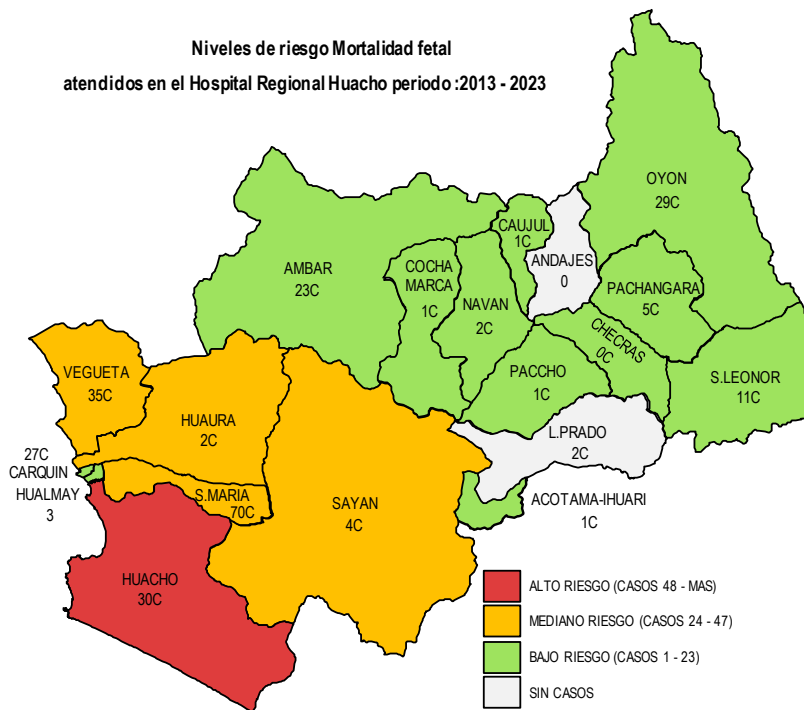 Niveles de riesgo Mortalidad fetal
atendidos en el Hospital Regional Huacho periodo :2013 - 2023
OYON
29C
CAUJUL
1C
ANDAJES
0
AMBAR
23C
COCHA
MARCA
1C
NAVAN
2C
PACHANGARA
5C
CHECRAS
0C
PACCHO
1C
S.LEONOR
11C
VEGUETA
35C
HUAURA
2C
L.PRADO
2C
27C
CARQUIN
HUALMAY
3
S.MARIA
70C
SAYAN
4C
ACOTAMA-IHUARI
1C
HUACHO
30C
ALTO RIESGO (CASOS 48 - MAS)
MEDIANO RIESGO (CASOS 24 - 47)
BAJO RIESGO (CASOS 1 - 23)
SIN CASOS